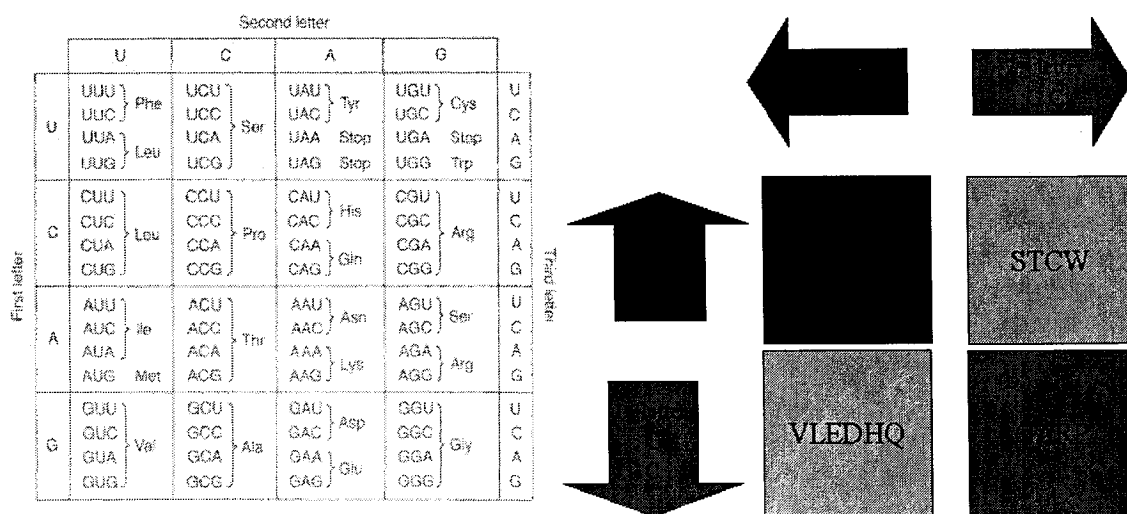 Second letter
U C A G
First letter
Third letter
U
UUU UUC Phe
UUA UUG Leu
UCU UCC UCA UCG Ser
UAU UAC Tyr
UAA Stop
UAG Stop
UGU UGC Cys
UGA Stop
UGG Trp
U C A G
C
CUU CUC CUA CUG Leu
CCU CCC CCA CCG Pro
CAU CAC His
CAA CAG Gln
CGU CGC CGA CGG Arg
U C A G
A
AUU AUC AUA Ile
AUG Met
ACU ACC ACA ACG Thr
AAU AAC Asn
AAA AAG Lys
AGU AGC Ser
AGA AGG Arg
U C A G
G
GUU GUC GUA GUG Val
GCU GCC GCA GCG Ala
GAU GAC Asp
GAA GAG Glu
GGU GGC GGA GGG Gly
U C A G
STCW
VLEDHQ